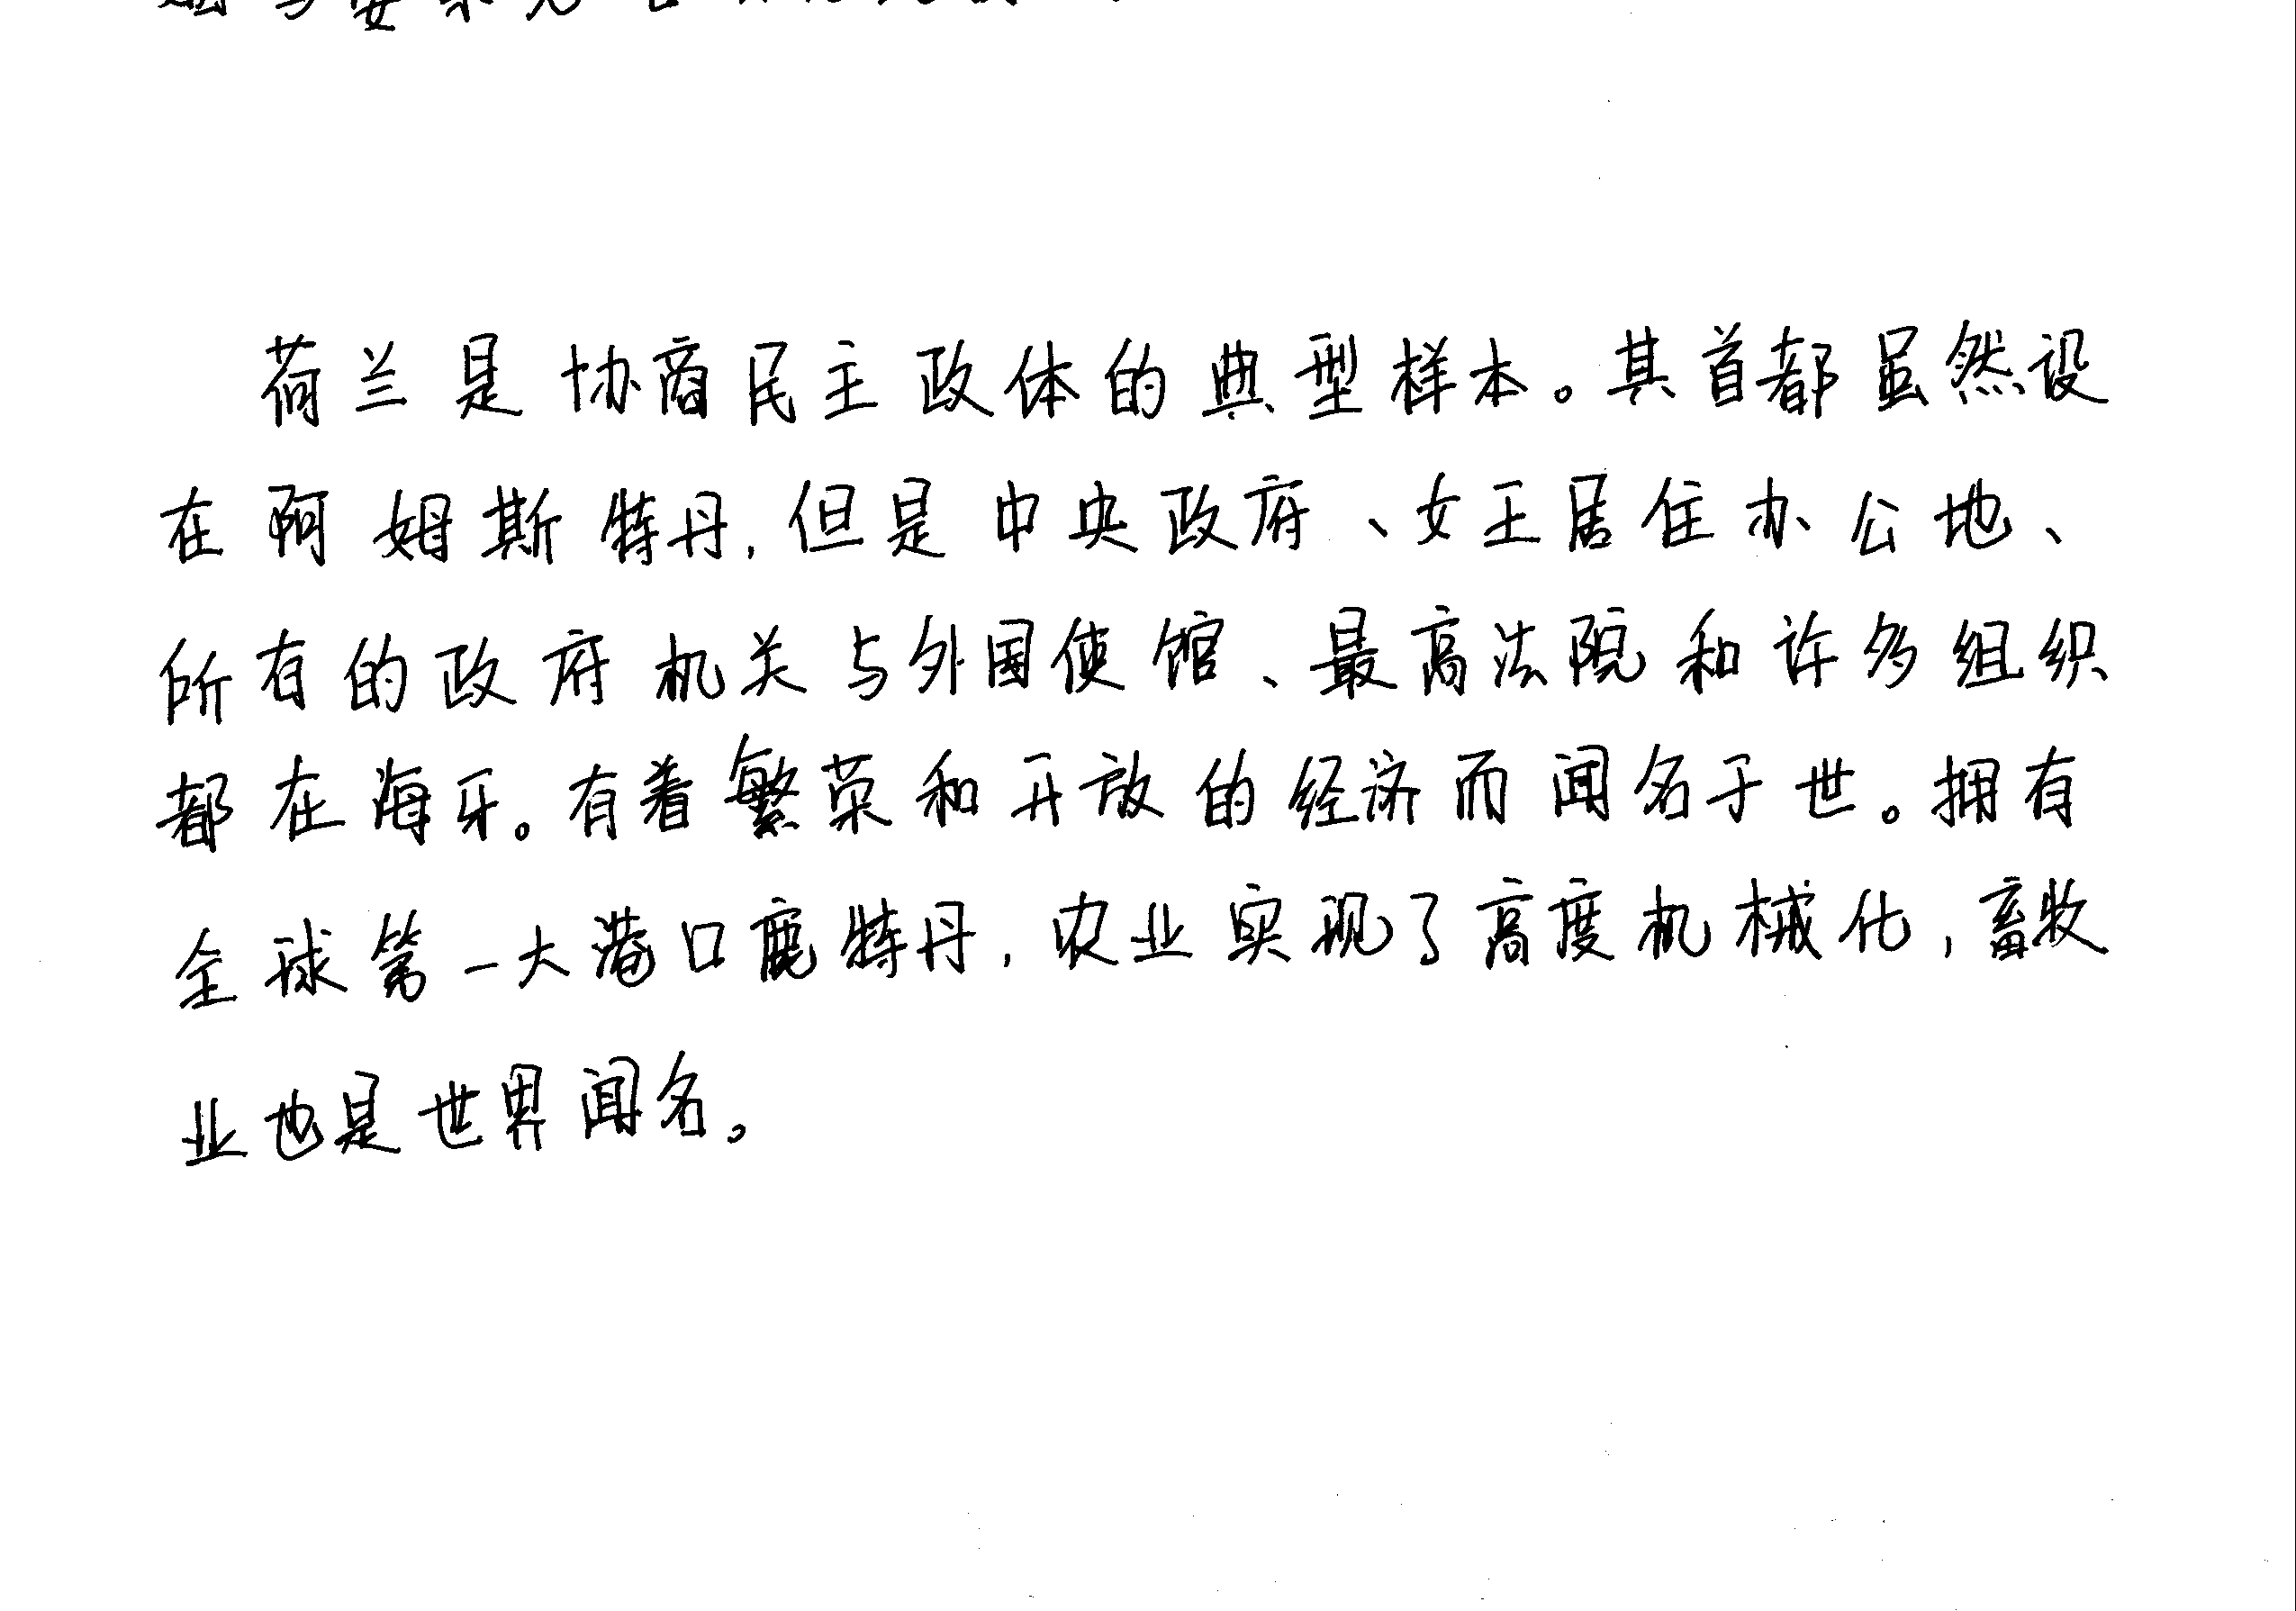 荷兰是协商民主政体的典型样本。其首都虽然设
在阿姆斯特丹,但是中央政府、女王居住办公地、
所有的政府机关与外国使馆、最高法院和许多组织
都在海牙。有着繁荣和开放的经济而闻名于世。拥有
全球第一大港口鹿特丹,农业实现了高度机械化,畜牧
业也是世界闻名。